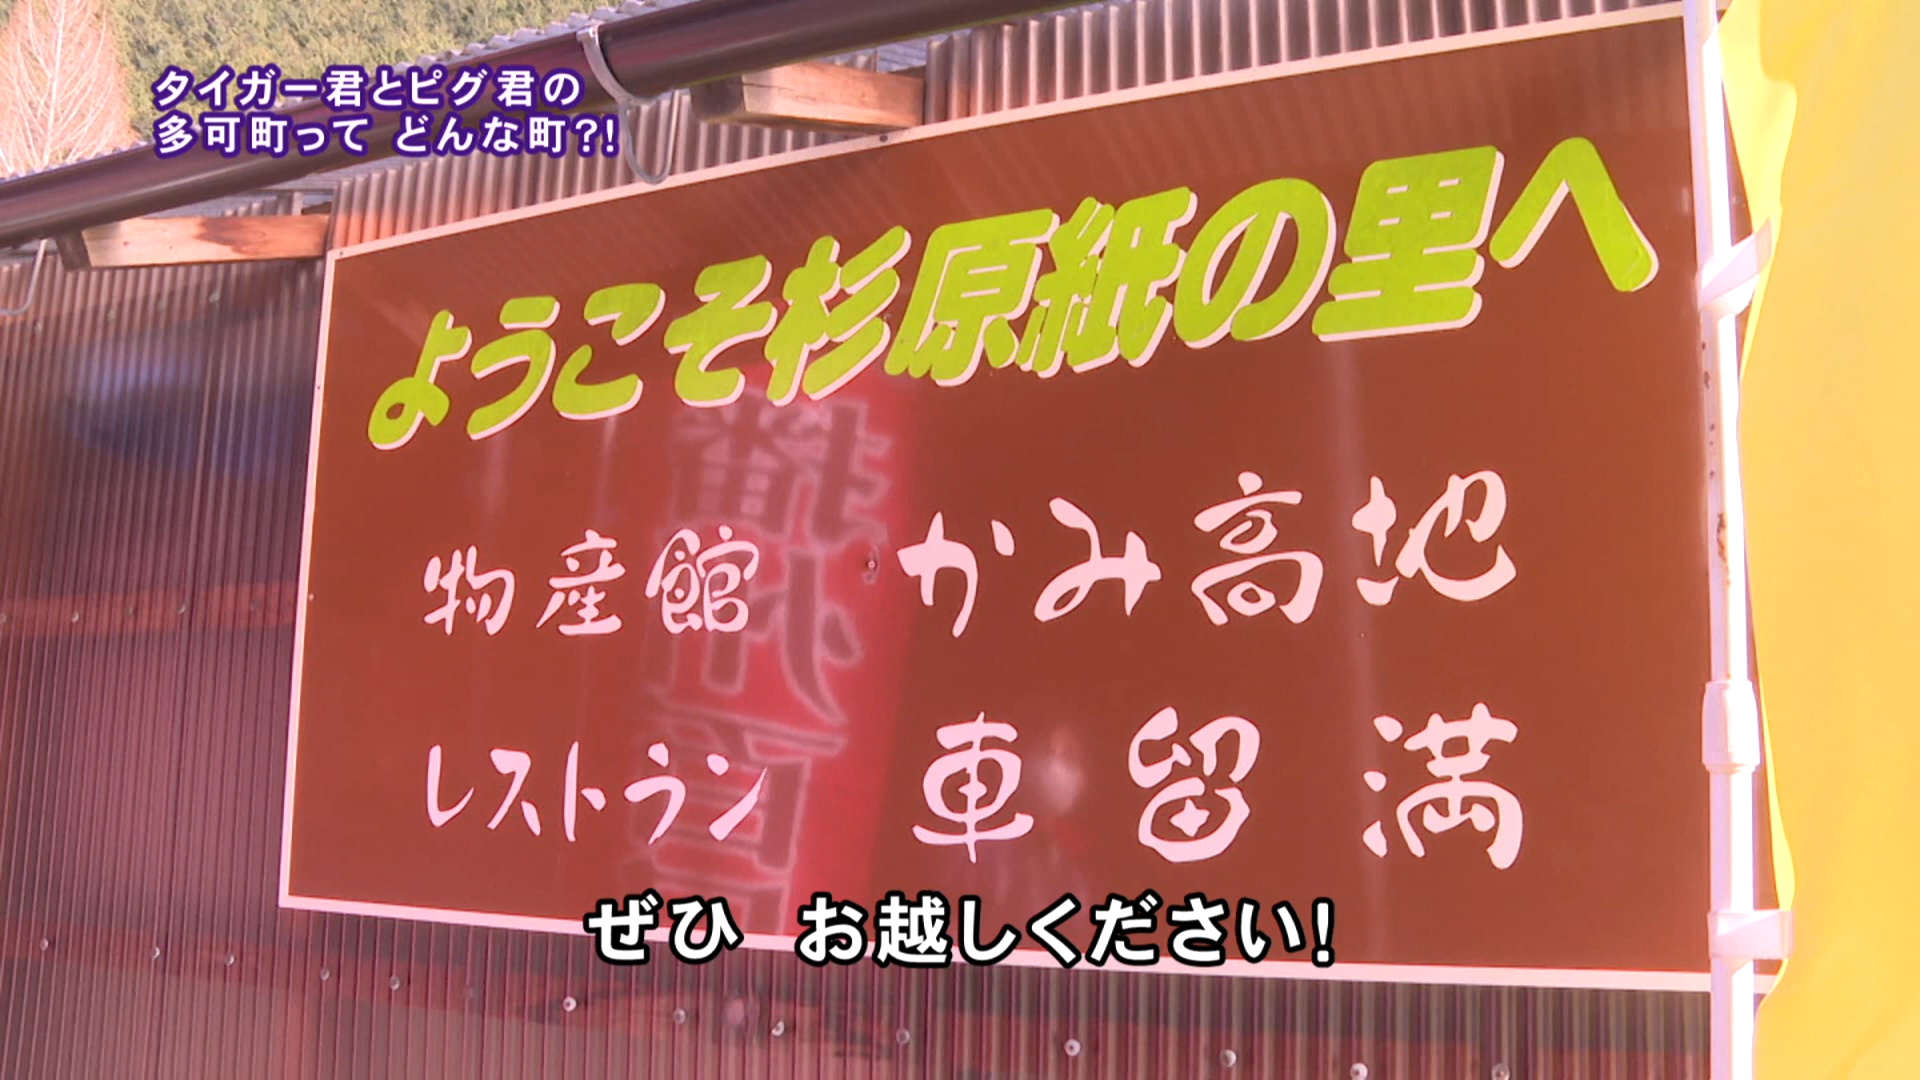 タイガー君とピグ君の
多可町って どんな町?!
ようこそ杉原紙の里へ
物産館 かみ高地
レストラン 車留満
ぜひ お越しください!